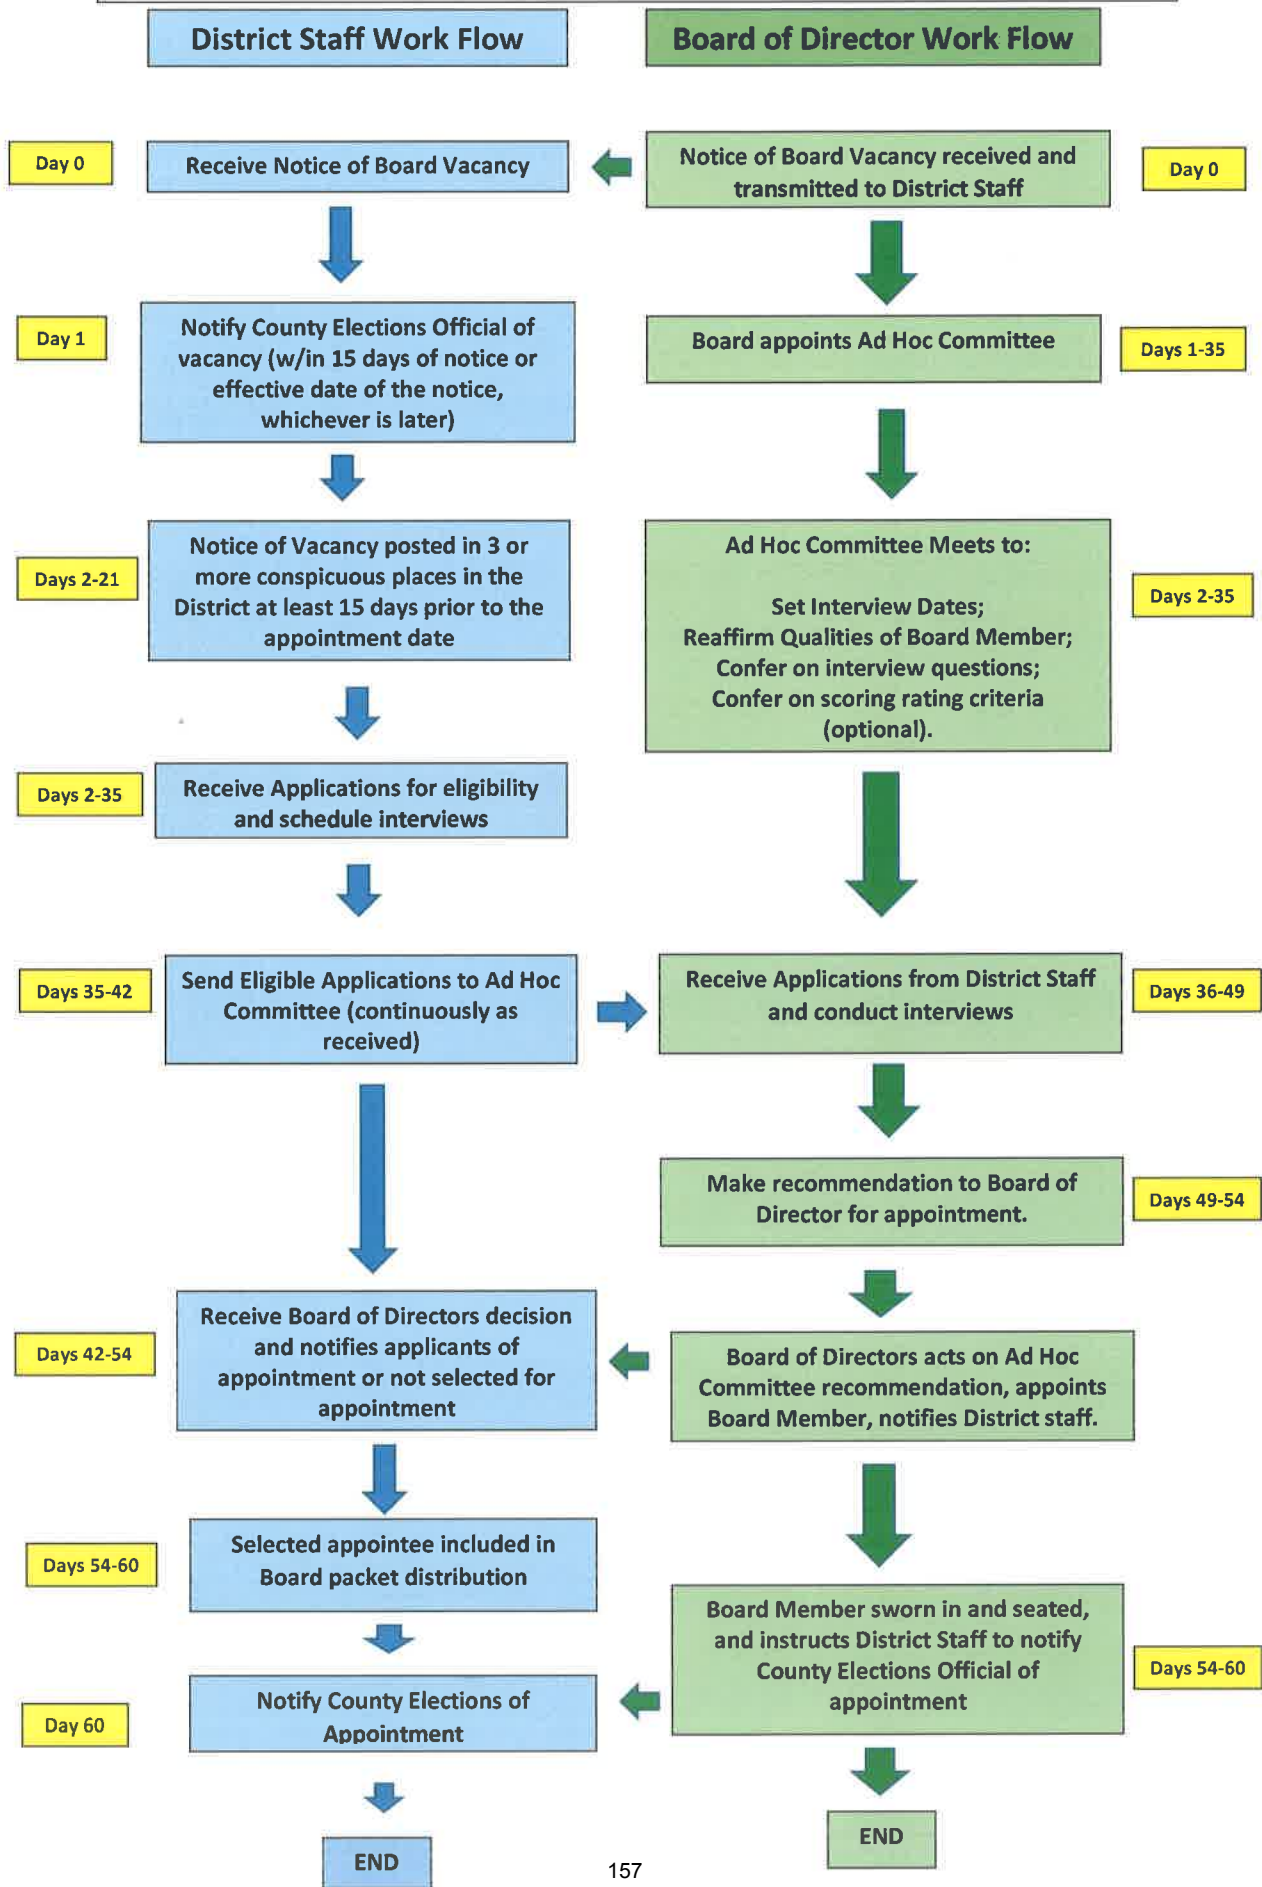 District Staff Work Flow
Board of Director Work Flow
Day 0
Receive Notice of Board Vacancy
Notice of Board Vacancy received and
transmitted to District Staff
Day 0
Day 1
Notify County Elections Official of
vacancy (w/in 15 days of notice or
effective date of the notice,
whichever is later)
Board appoints Ad Hoc Committee
Days 1-35
Days 2-21
Notice of Vacancy posted in 3 or
more conspicuous places in the
District at least 15 days prior to the
appointment date
Ad Hoc Committee Meets to:
Set Interview Dates;
Reaffirm Qualities of Board Member;
Confer on interview questions;
Confer on scoring rating criteria
(optional).
Days 2-35
Days 2-35
Receive Applications for eligibility
and schedule interviews
Days 35-42
Send Eligible Applications to Ad Hoc
Committee (continuously as
received)
Receive Applications from District Staff
and conduct interviews
Days 36-49
Make recommendation to Board of
Director for appointment.
Days 49-54
Days 42-54
Receive Board of Directors decision
and notifies applicants of
appointment or not selected for
appointment
Board of Directors acts on Ad Hoc
Committee recommendation, appoints
Board Member, notifies District staff.
Days 54-60
Selected appointee included in
Board packet distribution
Board Member sworn in and seated,
and instructs District Staff to notify
County Elections Official of
appointment
Days 54-60
Day 60
Notify County Elections of
Appointment
END
END
157